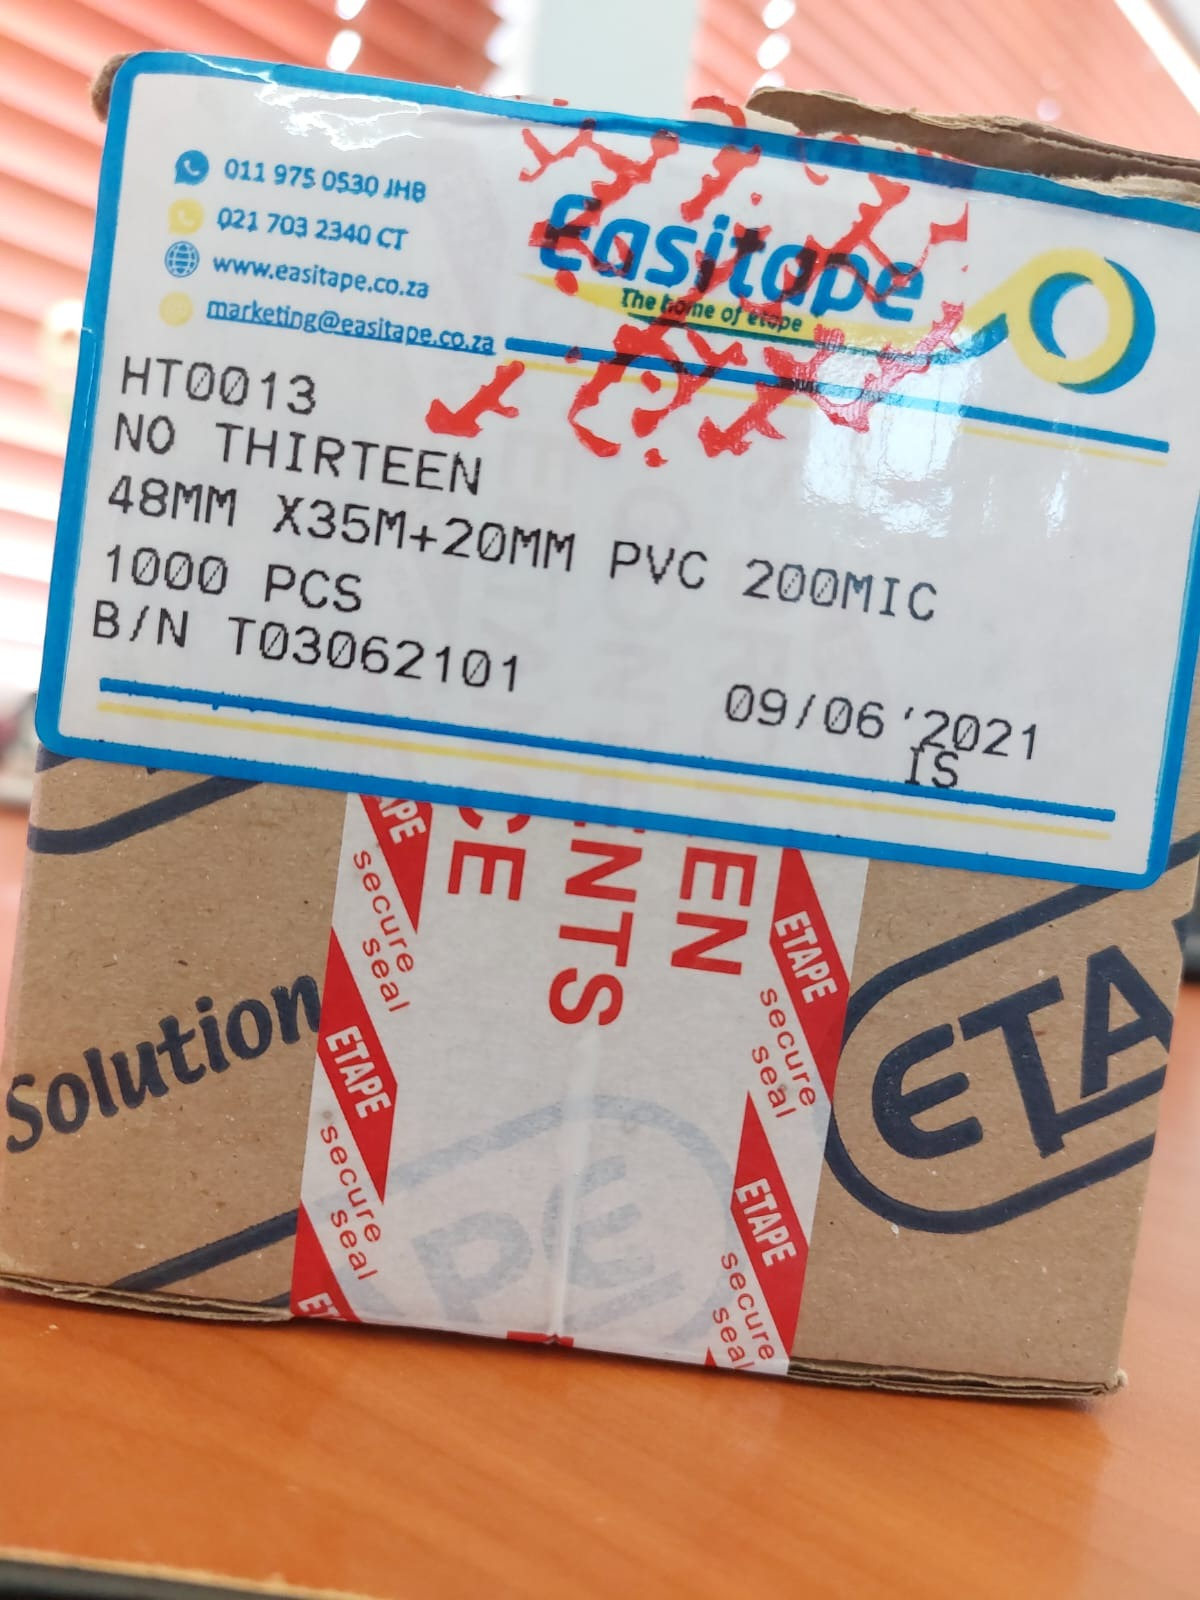 011 975 0530 JHB
021 703 2340 CT
www.easitape.co.za
marketing@easitape.co.za
Easitape
The home of etape
HT0013
NO THIRTEEN
48MM X35M+20MM PVC 200MIC
1000 PCS
B/N T03062101
09/06 '2021
IS
Solution
ETAPE
secure seal
ETAPE
secure seal
ETAPE
secure seal
ETAPE
secure seal
ETA